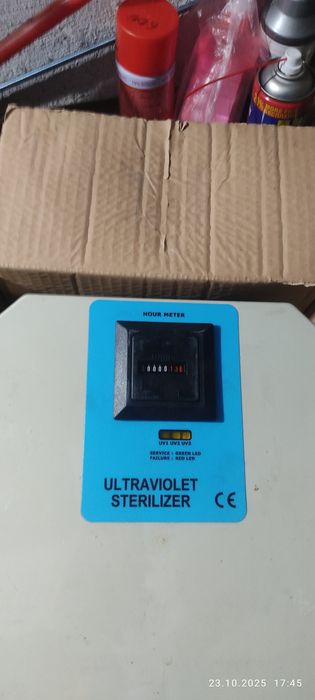 HOUR METER
UV1 UV2 UV3
SERVICE : GREEN LED
FAILURE : RED LED
ULTRAVIOLET
STERILIZER CE
23.10.2025 17:45